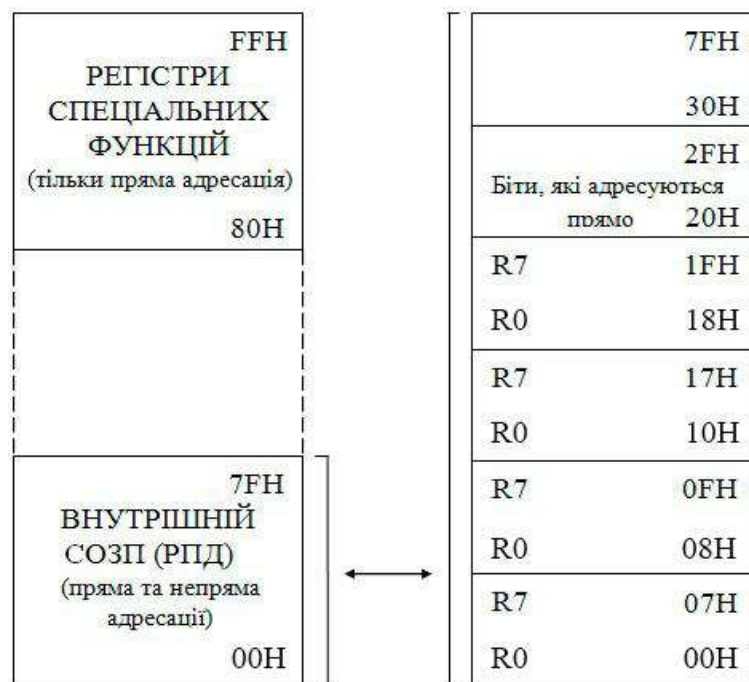 FFH
РЕГІСТРИ
СПЕЦІАЛЬНИХ
ФУНКЦІЙ
(тільки пряма адресація)
80H
7FH
ВНУТРІШНІЙ
СОЗП (РПД)
(пряма та непряма
адресації)
00H
7FH
30H
2FH
Біти, які адресуються
прямо 20H
R7 1FH
R0 18H
R7 17H
R0 10H
R7 0FH
R0 08H
R7 07H
R0 00H